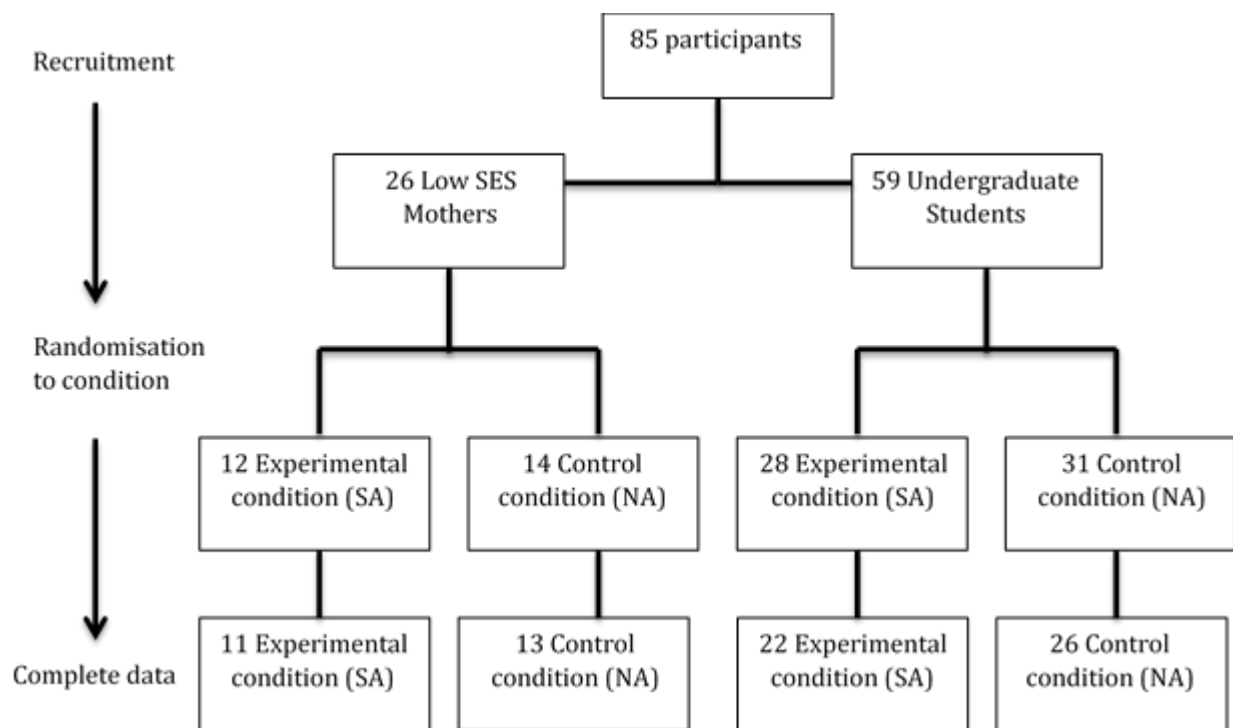 85 participants
Recruitment
26 Low SES
Mothers
59 Undergraduate
Students
Randomisation
to condition
12 Experimental
condition (SA)
14 Control
condition (NA)
28 Experimental
condition (SA)
31 Control
condition (NA)
Complete data
11 Experimental
condition (SA)
13 Control
condition (NA)
22 Experimental
condition (SA)
26 Control
condition (NA)